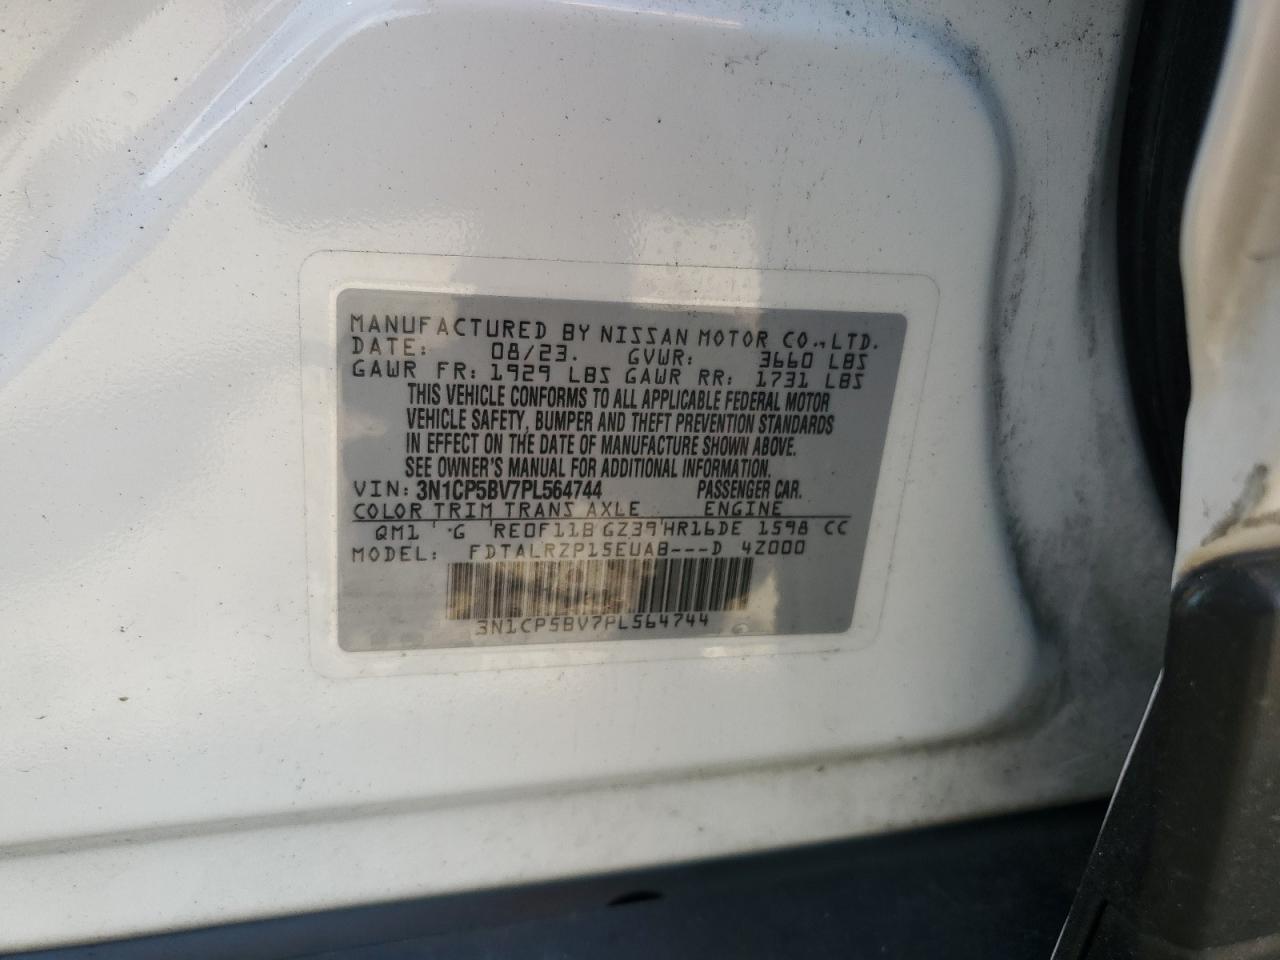 MANUFACTURED BY NISSAN MOTOR CO.,LTD.
DATE: 08/23. GVWR: 3660 LBS
GAWR FR: 1929 LBS GAWR RR: 1731 LBS
THIS VEHICLE CONFORMS TO ALL APPLICABLE FEDERAL MOTOR
VEHICLE SAFETY, BUMPER AND THEFT PREVENTION STANDARDS
IN EFFECT ON THE DATE OF MANUFACTURE SHOWN ABOVE.
SEE OWNER'S MANUAL FOR ADDITIONAL INFORMATION.
VIN: 3N1CP5BV7PL564744 PASSENGER CAR.
COLOR TRIM TRANS AXLE ENGINE
QM1 G RE0F11B GZ39 HR16DE 1598 CC
MODEL: FDTALRZP15EUAB---D 4Z000
3N1CP5BV7PL564744